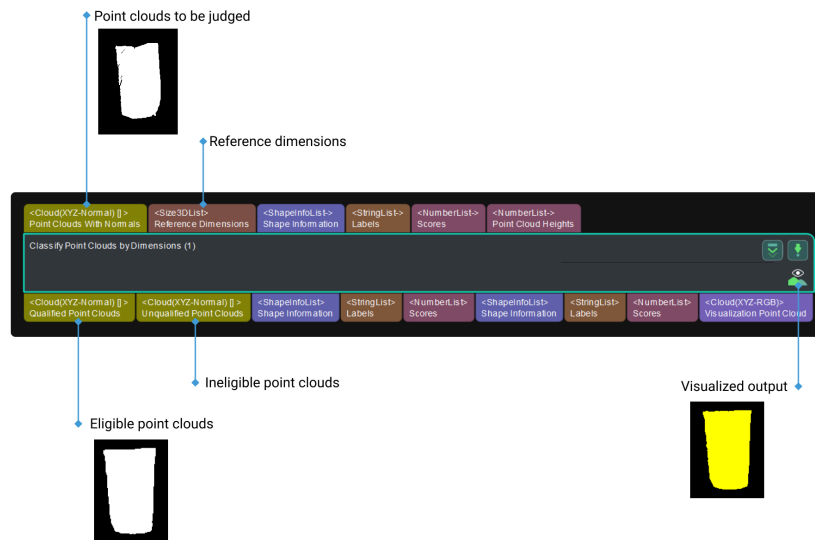 Point clouds to be judged
Reference dimensions
<Cloud(XYZ-Normal) [] > <Size3DList> <ShapeInfoList-> <StringList-> <NumberList-> <NumberList->
Point Clouds With Normals Reference Dimensions Shape Information Labels Scores Point Cloud Heights
Classify Point Clouds by Dimensions (1)
<Cloud(XYZ-Normal) [] > <Cloud(XYZ-Normal) [] > <ShapeInfoList> <StringList> <NumberList> <ShapeInfoList> <StringList> <NumberList> <Cloud(XYZ-RGB)>
Qualified Point Clouds Unqualified Point Clouds Shape Information Labels Scores Shape Information Labels Scores Visualization Point Cloud
Ineligible point clouds
Visualized output
Eligible point clouds